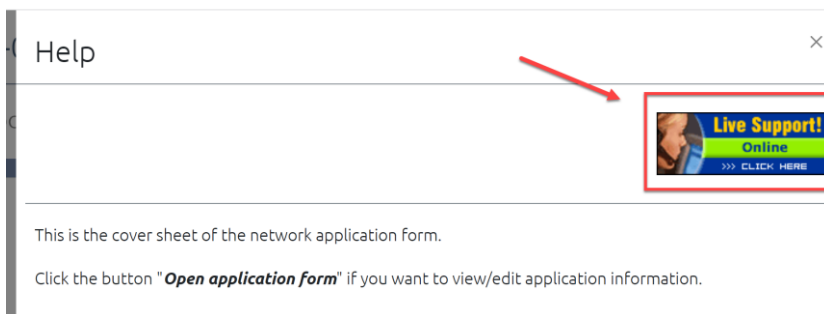 Help
Live Support!
Online
>>> CLICK HERE
This is the cover sheet of the network application form.
Click the button "Open application form" if you want to view/edit application information.